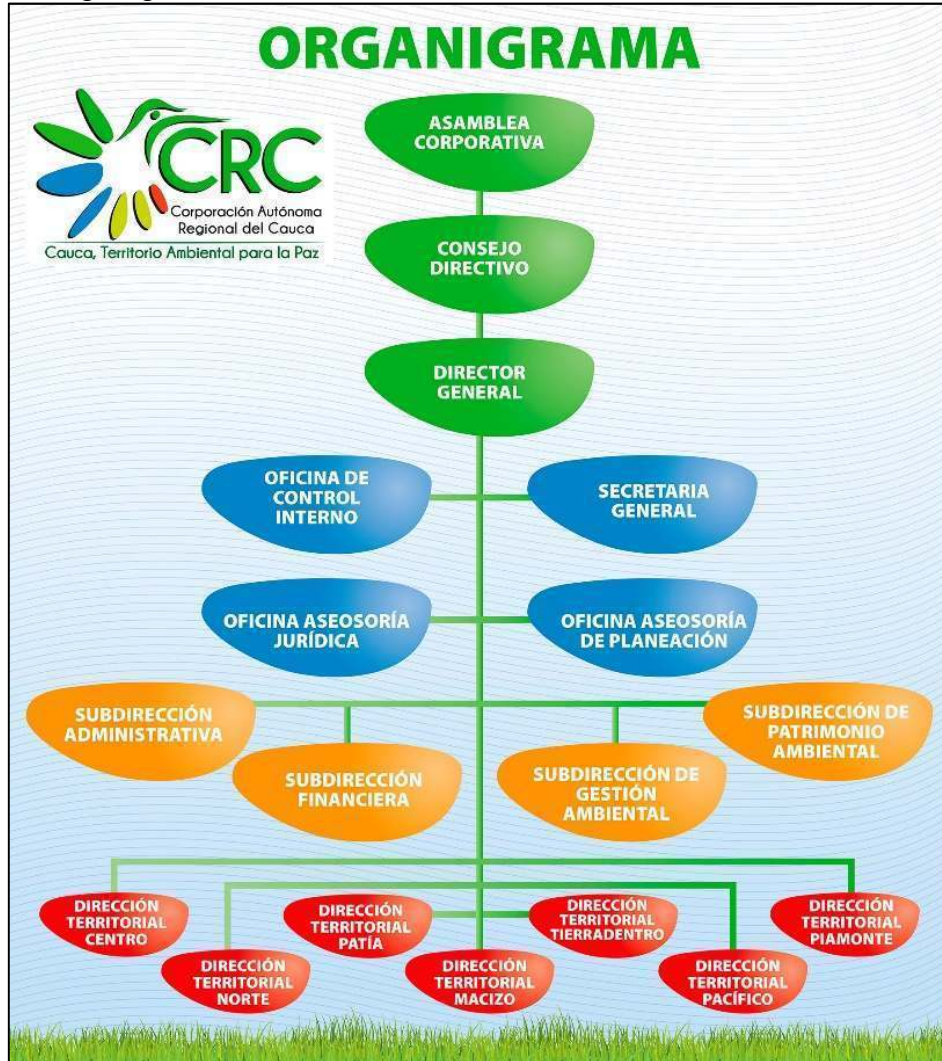 ORGANIGRAMA
CRC
Corporación Autónoma
Regional del Cauca
Cauca, Territorio Ambiental para la Paz
ASAMBLEA
CORPORATIVA
CONSEJO
DIRECTIVO
DIRECTOR
GENERAL
OFICINA DE
CONTROL
INTERNO
SECRETARIA
GENERAL
OFICINA ASEOSORÍA
JURÍDICA
OFICINA ASEOSORÍA
DE PLANEACIÓN
SUBDIRECCIÓN
ADMINISTRATIVA
SUBDIRECCIÓN
FINANCIERA
SUBDIRECCIÓN DE
GESTIÓN
AMBIENTAL
SUBDIRECCIÓN DE
PATRIMONIO
AMBIENTAL
DIRECCIÓN
TERRITORIAL
CENTRO
DIRECCIÓN
TERRITORIAL
NORTE
DIRECCIÓN
TERRITORIAL
PATÍA
DIRECCIÓN
TERRITORIAL
MACIZO
DIRECCIÓN
TERRITORIAL
TIERRADENTRO
DIRECCIÓN
TERRITORIAL
PACÍFICO
DIRECCIÓN
TERRITORIAL
PIAMONTE